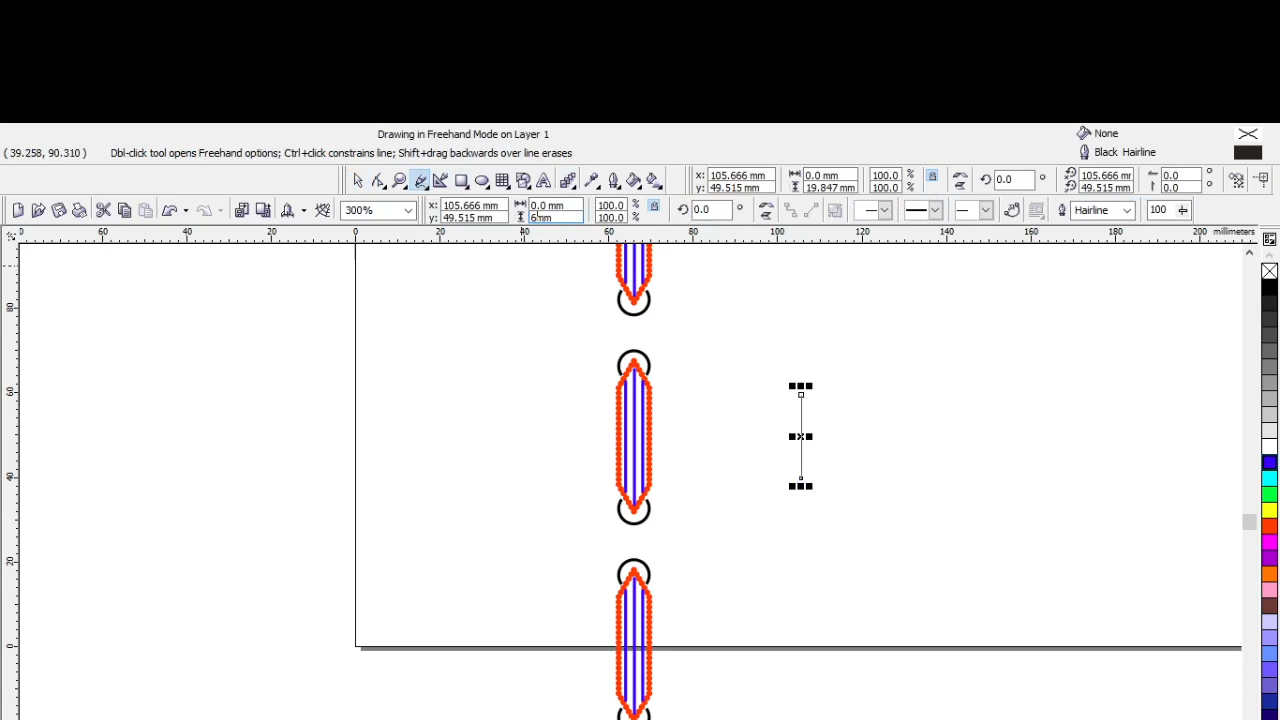 Drawing in Freehand Mode on Layer 1
None
( 39.258, 90.310 ) Dbl-click tool opens Freehand options; Ctrl+click constrains line; Shift+drag backwards over line erases
Black Hairline
x: 105.666 mm 0.0 mm 100.0 % 0.0 ° 105.666 mm 0.0 °
y: 49.515 mm 19.847 mm 100.0 % 49.515 mm 0.0 °
300% x: 105.666 mm 0.0 mm 100.0 % 0.0 ° Hairline 100
y: 49.515 mm 6 mm 100.0 %
20 0 20 40 60 80 100 120 140 160 180 200 millimeters
80
60
40
20
0